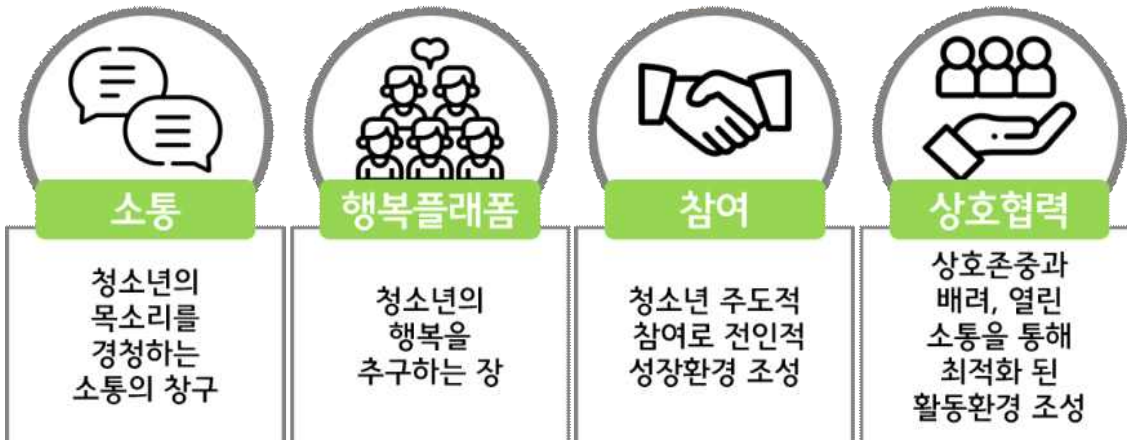 소통
청소년의
목소리를
경청하는
소통의 창구
행복플래폼
청소년의
행복을
추구하는 장
참여
청소년 주도적
참여로 전인적
성장환경 조성
상호협력
상호존중과
배려, 열린
소통을 통해
최적화 된
활동환경 조성